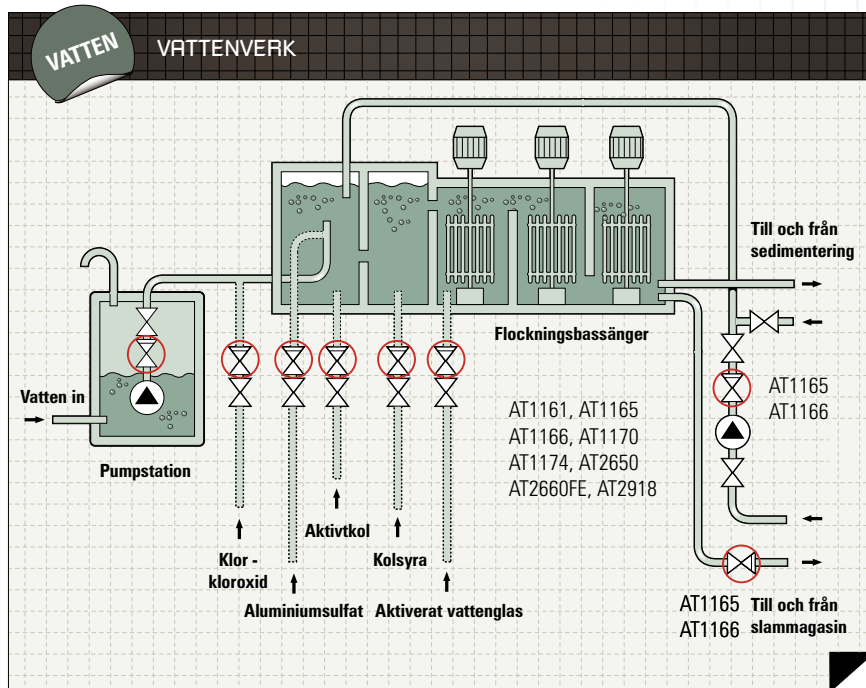 VATTEN
VATTENVERK
Till och från
sedimentering
Flockningsbassänger
Vatten in
Pumpstation
AT1161, AT1165
AT1166, AT1170
AT1174, AT2650
AT2660FE, AT2918
AT1165
AT1166
Klor -
kloroxid
Aluminiumsulfat
Aktivtkol
Kolsyra
Aktiverat vattenglas
AT1165
AT1166
Till och från
slammagasin